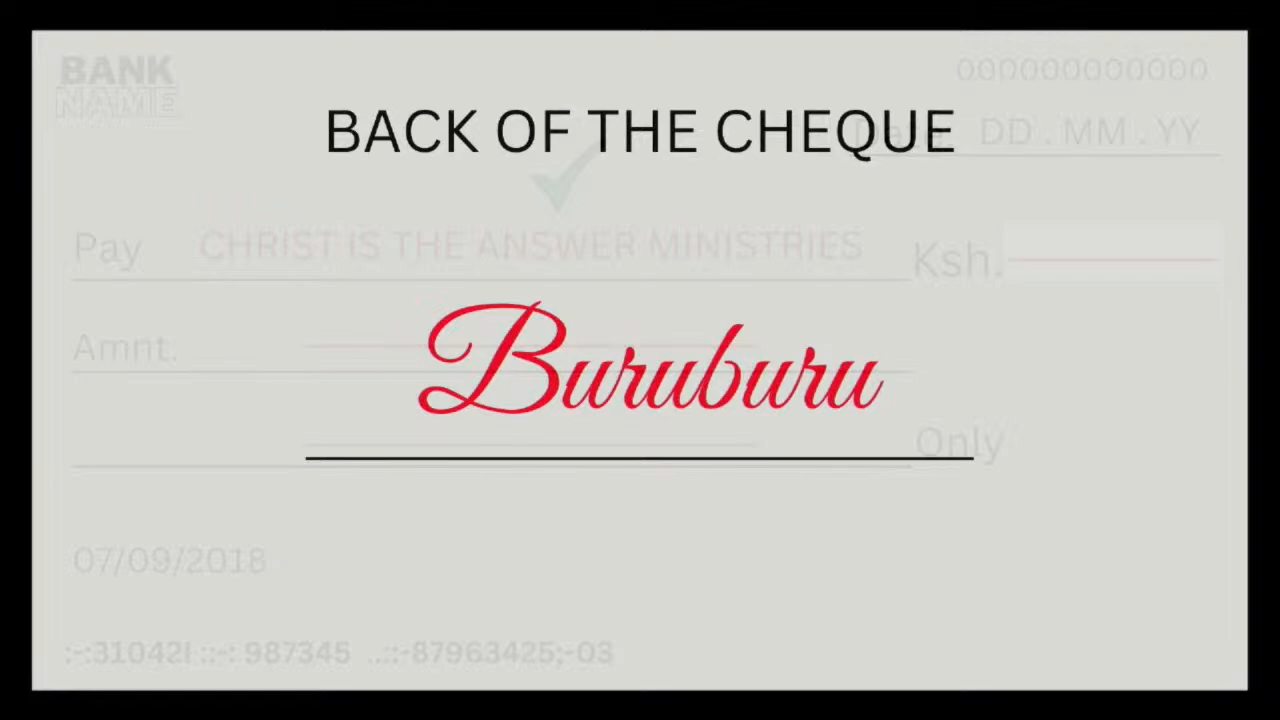 BANK
NAME
000000000000
BACK OF THE CHEQUE
Date DD . MM . YY
Pay CHRIST IS THE ANSWER MINISTRIES Ksh.
Amnt.
Buruburu
Only
07/09/2018
:-:31042! ::-: 987345 ..::-87963425;-03